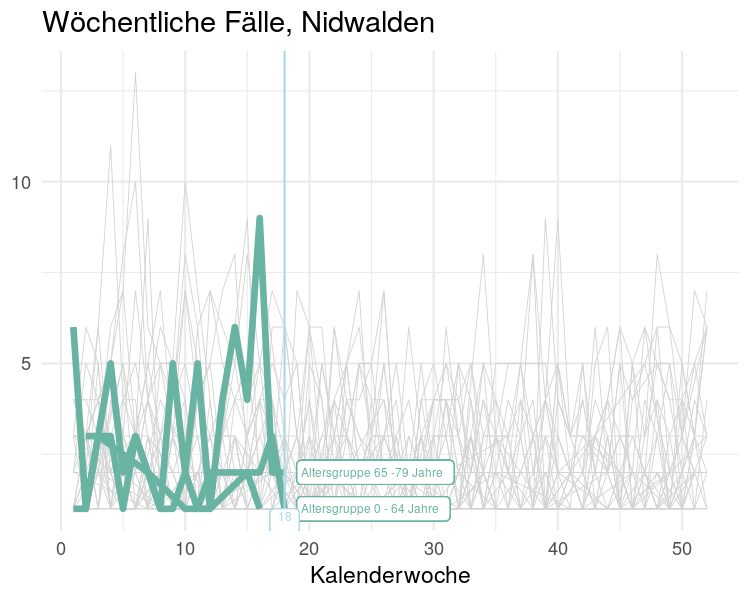 Wöchentliche Fälle, Nidwalden
10
5
Altersgruppe 65 -79 Jahre
Altersgruppe 0 - 64 Jahre
18
0 10 20 30 40 50
Kalenderwoche